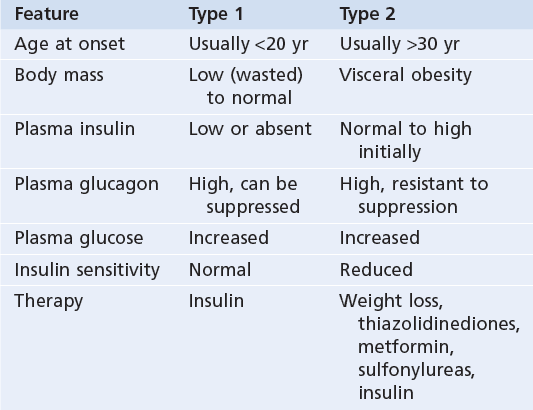 Feature Type 1 Type 2
Age at onset Usually <20 yr Usually >30 yr
Body mass Low (wasted) Visceral obesity
to normal
Plasma insulin Low or absent Normal to high
initially
Plasma glucagon High, can be High, resistant to
suppressed suppression
Plasma glucose Increased Increased
Insulin sensitivity Normal Reduced
Therapy Insulin Weight loss,
thiazolidinediones,
metformin,
sulfonylureas,
insulin